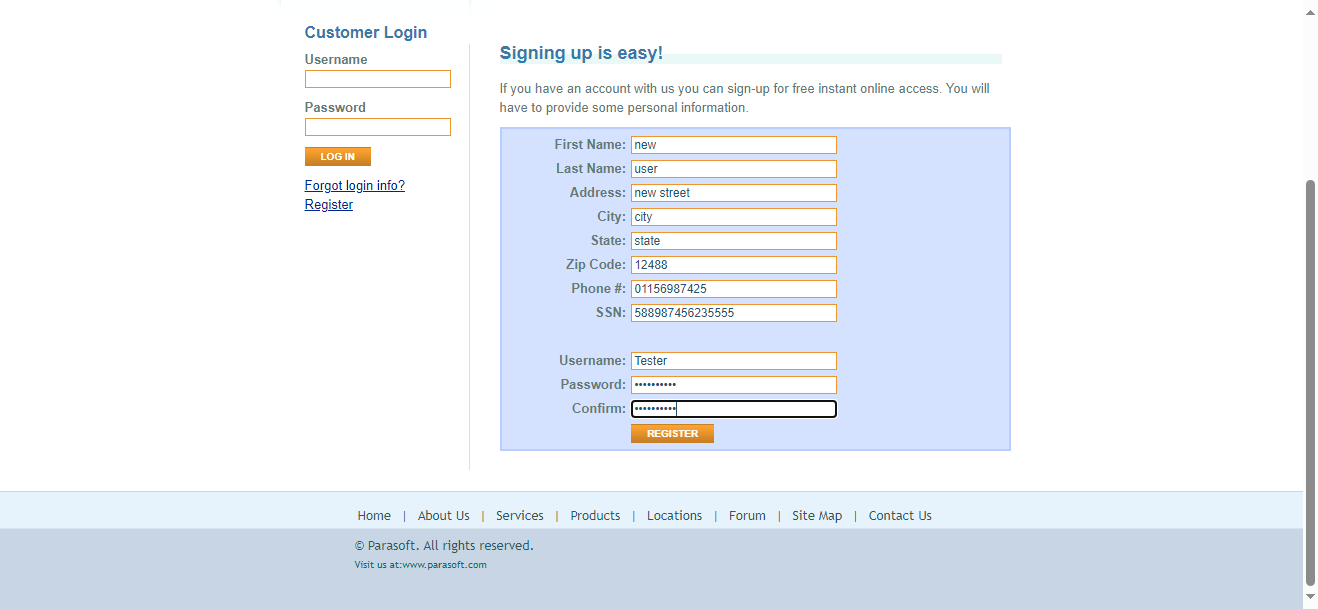 Customer Login
Username
Password
LOG IN
Forgot login info?
Register
Signing up is easy!
If you have an account with us you can sign-up for free instant online access. You will
have to provide some personal information.
First Name: new
Last Name: user
Address: new street
City: city
State: state
Zip Code: 12488
Phone #: 01156987425
SSN: 588987456235555
Username: Tester
Password: ••••••••••
Confirm: ••••••••••
REGISTER
Home | About Us | Services | Products | Locations | Forum | Site Map | Contact Us
© Parasoft. All rights reserved.
Visit us at:www.parasoft.com